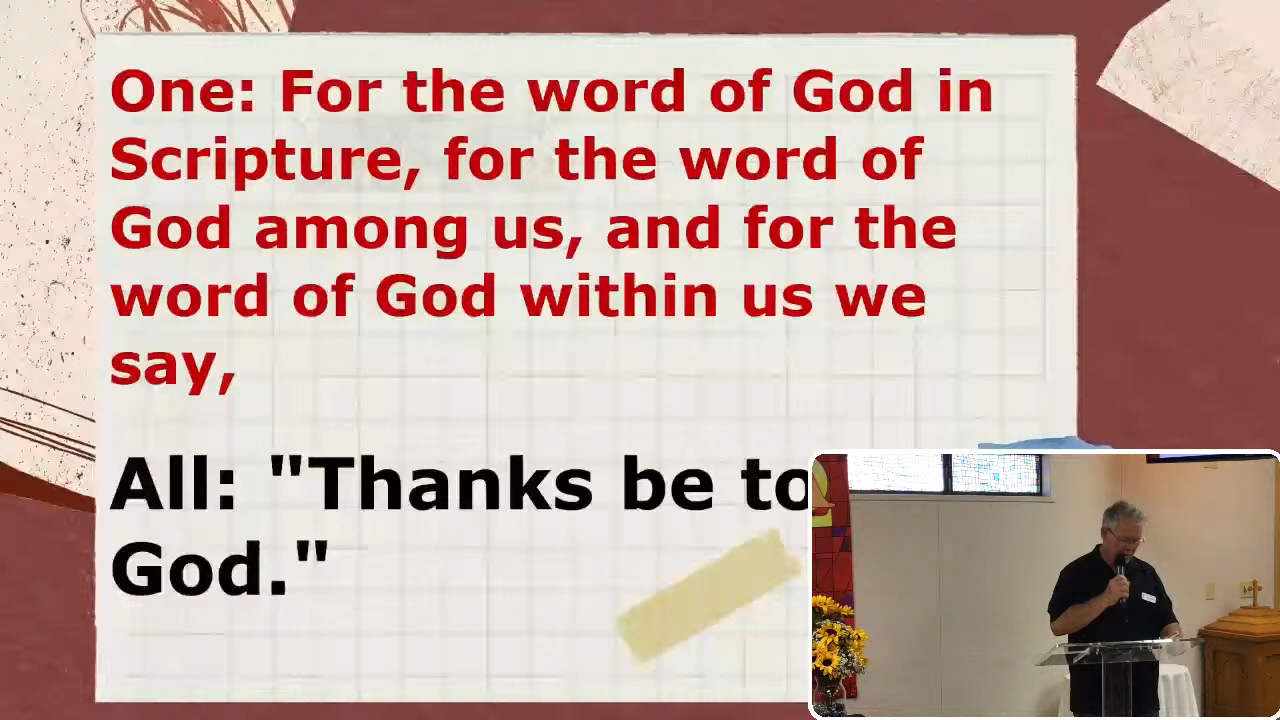 One: For the word of God in
Scripture, for the word of
God among us, and for the
word of God within us we
say,
All: "Thanks be to
God."